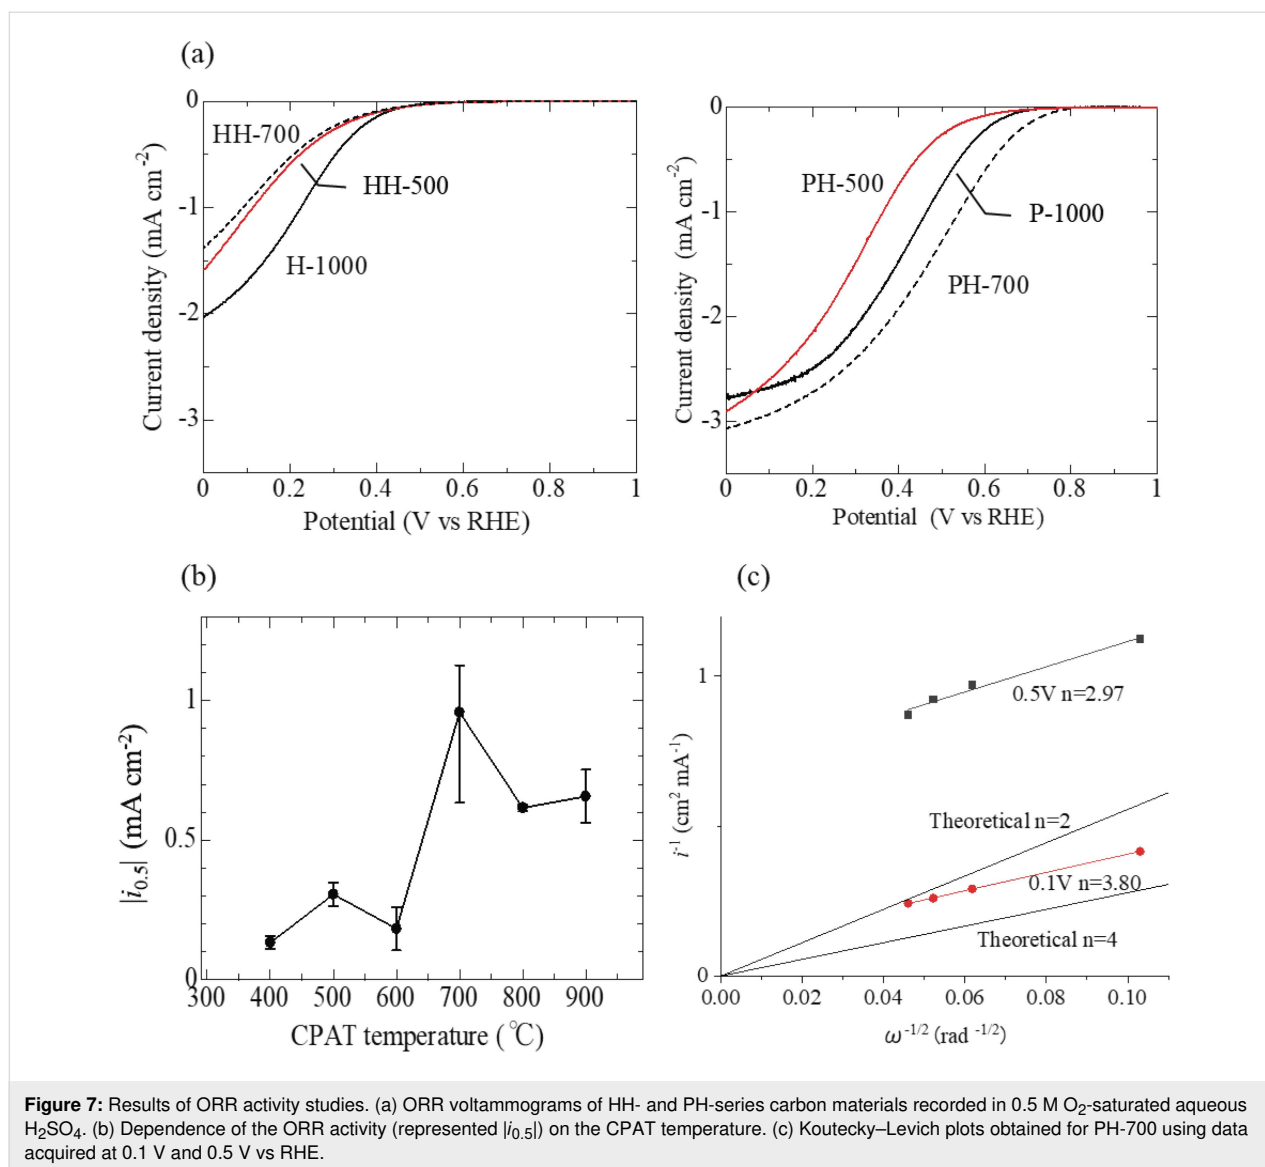 (a)
0
-1
-2
-3
Current density (mA cm⁻²)
HH-700
HH-500
H-1000
0 0.2 0.4 0.6 0.8 1
Potential (V vs RHE)
0
-1
-2
-3
Current density (mA cm⁻²)
PH-500
P-1000
PH-700
0 0.2 0.4 0.6 0.8 1
Potential (V vs RHE)
(b)
1
0.5
0
|i₀.₅| (mA cm⁻²)
300 400 500 600 700 800 900
CPAT temperature (℃)
(c)
1
0
i⁻¹ (cm² mA⁻¹)
0.5V n=2.97
Theoretical n=2
0.1V n=3.80
Theoretical n=4
0.00 0.02 0.04 0.06 0.08 0.10
ω⁻¹/² (rad ⁻¹/²)
Figure 7: Results of ORR activity studies. (a) ORR voltammograms of HH- and PH-series carbon materials recorded in 0.5 M O₂-saturated aqueous
H₂SO₄. (b) Dependence of the ORR activity (represented |i₀.₅|) on the CPAT temperature. (c) Koutecky–Levich plots obtained for PH-700 using data
acquired at 0.1 V and 0.5 V vs RHE.